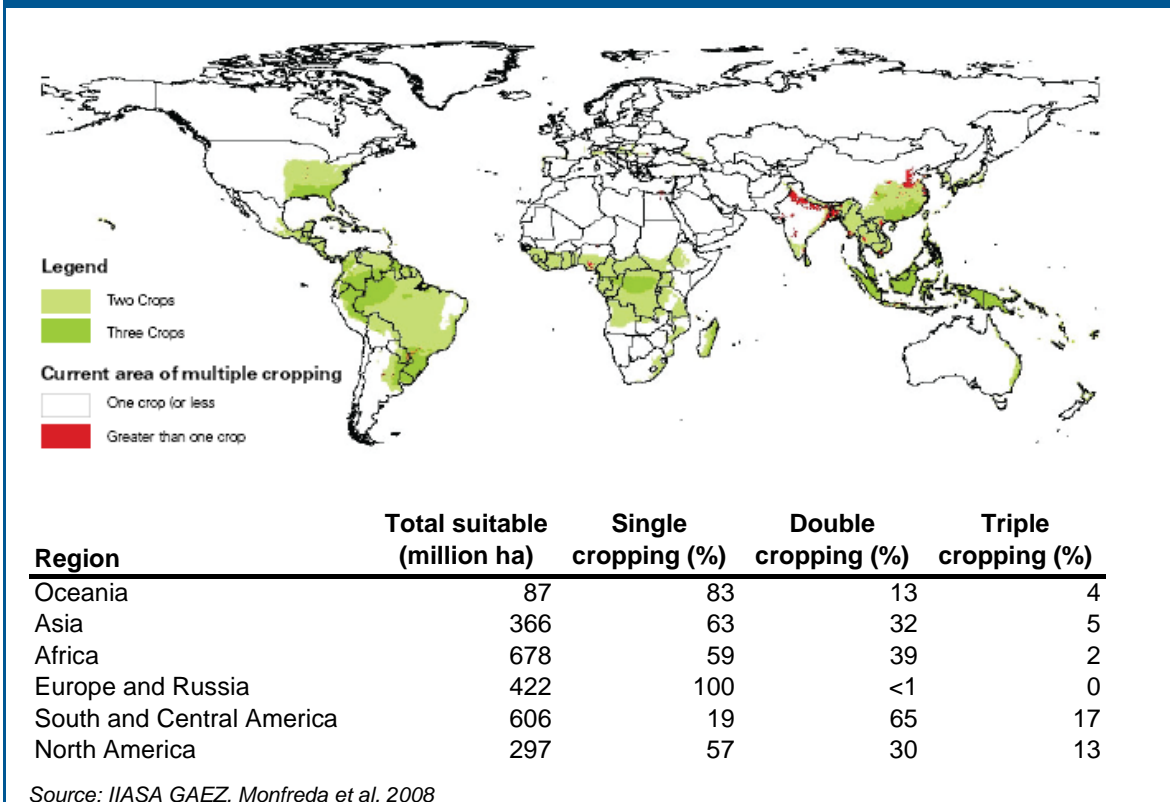 Legend
Two Crops
Three Crops
Current area of multiple cropping
One crop (or less
Greater than one crop
Region Total suitable (million ha) Single cropping (%) Double cropping (%) Triple cropping (%)
Oceania 87 83 13 4
Asia 366 63 32 5
Africa 678 59 39 2
Europe and Russia 422 100 <1 0
South and Central America 606 19 65 17
North America 297 57 30 13
Source: IIASA GAEZ, Monfreda et al. 2008